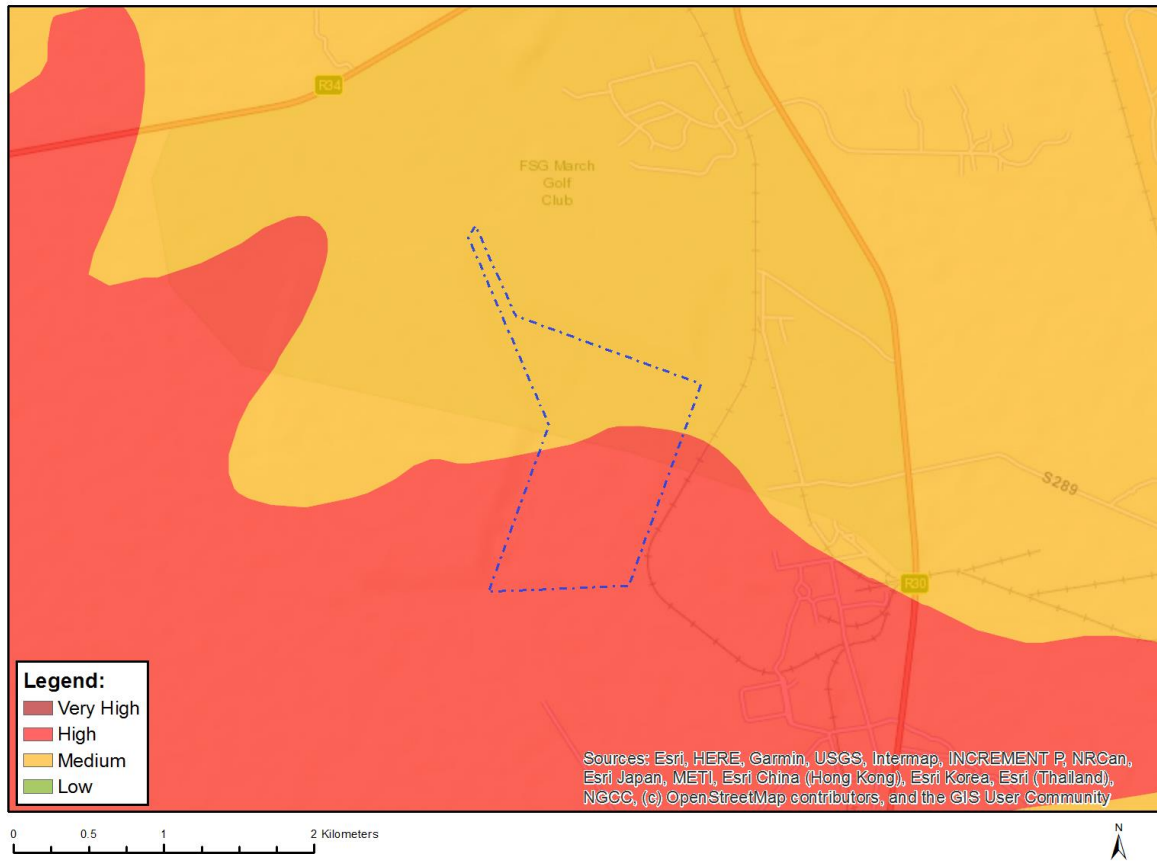 R34
FSG March
Golf
Club
S289
R30
Legend:
Very High
High
Medium
Low
Sources: Esri, HERE, Garmin, USGS, Intermap, INCREMENT P, NRCan,
Esri Japan, METI, Esri China (Hong Kong), Esri Korea, Esri (Thailand),
NGCC, (c) OpenStreetMap contributors, and the GIS User Community
0 0.5 1 2 Kilometers
N